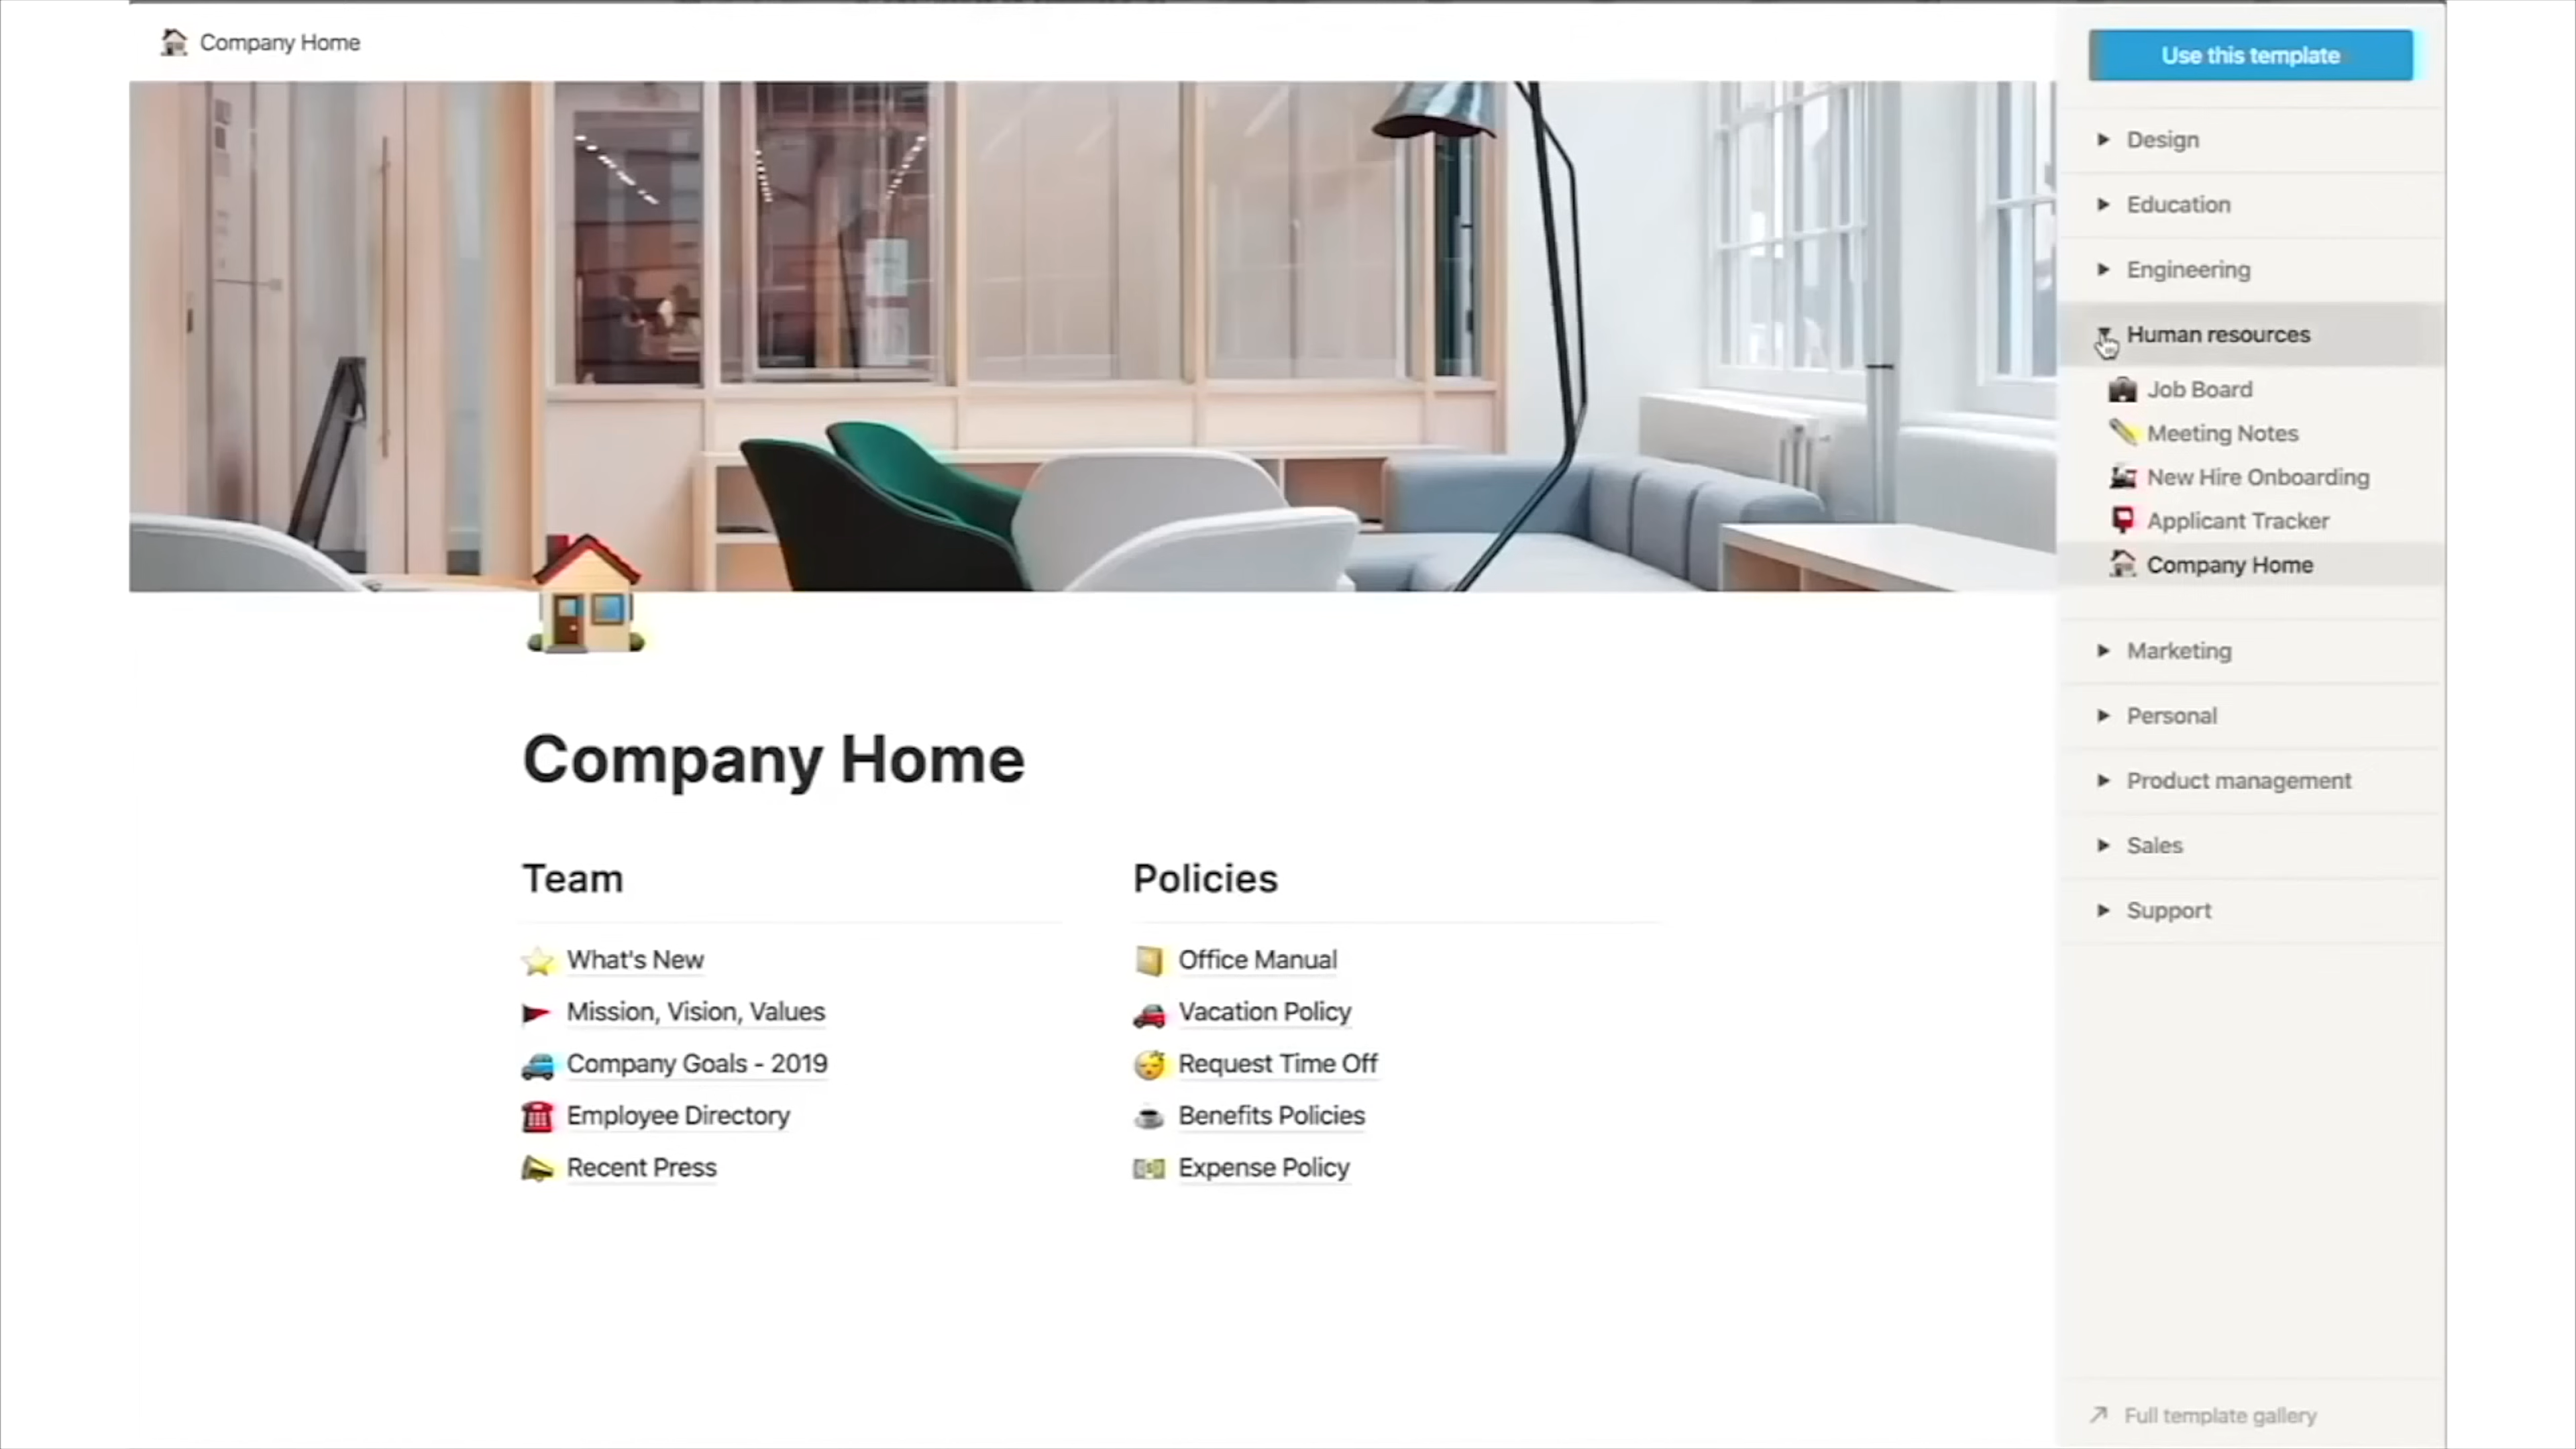 Company Home
Use this template
Design
Education
Engineering
Human resources
Job Board
Meeting Notes
New Hire Onboarding
Applicant Tracker
Company Home
Marketing
Personal
Product management
Sales
Support
Full template gallery
Company Home
Team
What's New
Mission, Vision, Values
Company Goals - 2019
Employee Directory
Recent Press
Policies
Office Manual
Vacation Policy
Request Time Off
Benefits Policies
Expense Policy